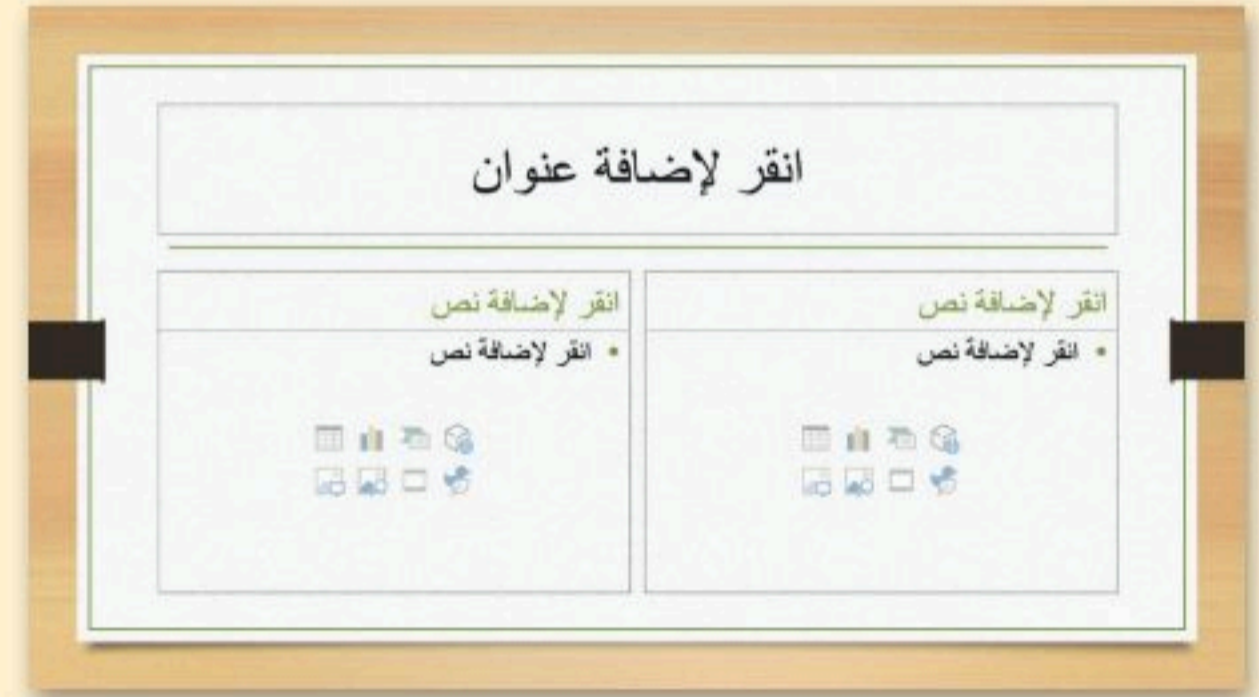 انقر لإضافة عنوان
انقر لإضافة نص
• انقر لإضافة نص
انقر لإضافة نص
• انقر لإضافة نص